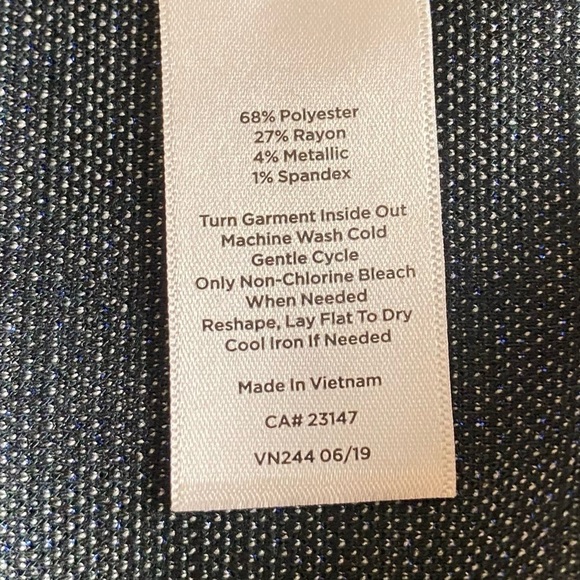 68% Polyester
27% Rayon
4% Metallic
1% Spandex
Turn Garment Inside Out
Machine Wash Cold
Gentle Cycle
Only Non-Chlorine Bleach
When Needed
Reshape, Lay Flat To Dry
Cool Iron If Needed
Made In Vietnam
CA# 23147
VN244 06/19